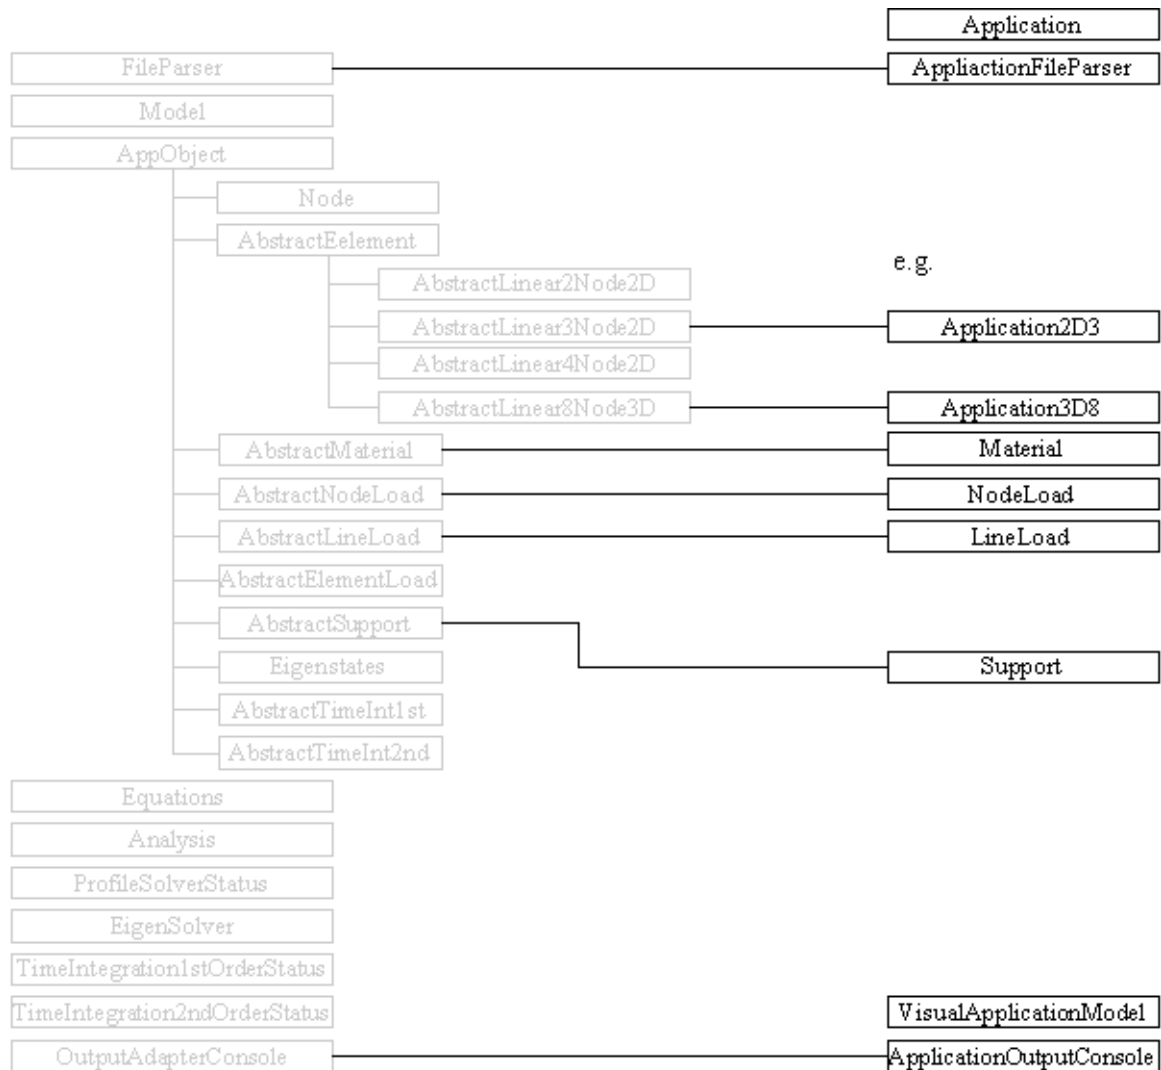 Application
FileParser
AppliactionFileParser
Model
AppObject
Node
AbstractEelement
e.g.
AbstractLinear2Node2D
AbstractLinear3Node2D
Application2D3
AbstractLinear4Node2D
AbstractLinear8Node3D
Application3D8
AbstractMaterial
Material
AbstractNodeLoad
NodeLoad
AbstractLineLoad
LineLoad
AbstractElementLoad
AbstractSupport
Eigenstates
Support
AbstractTimeInt1st
AbstractTimeInt2nd
Equations
Analysis
ProfileSolverStatus
EigenSolver
TimeIntegration1stOrderStatus
TimeIntegration2ndOrderStatus
VisualApplicationModel
OutputAdapterConsole
ApplicationOutputConsole